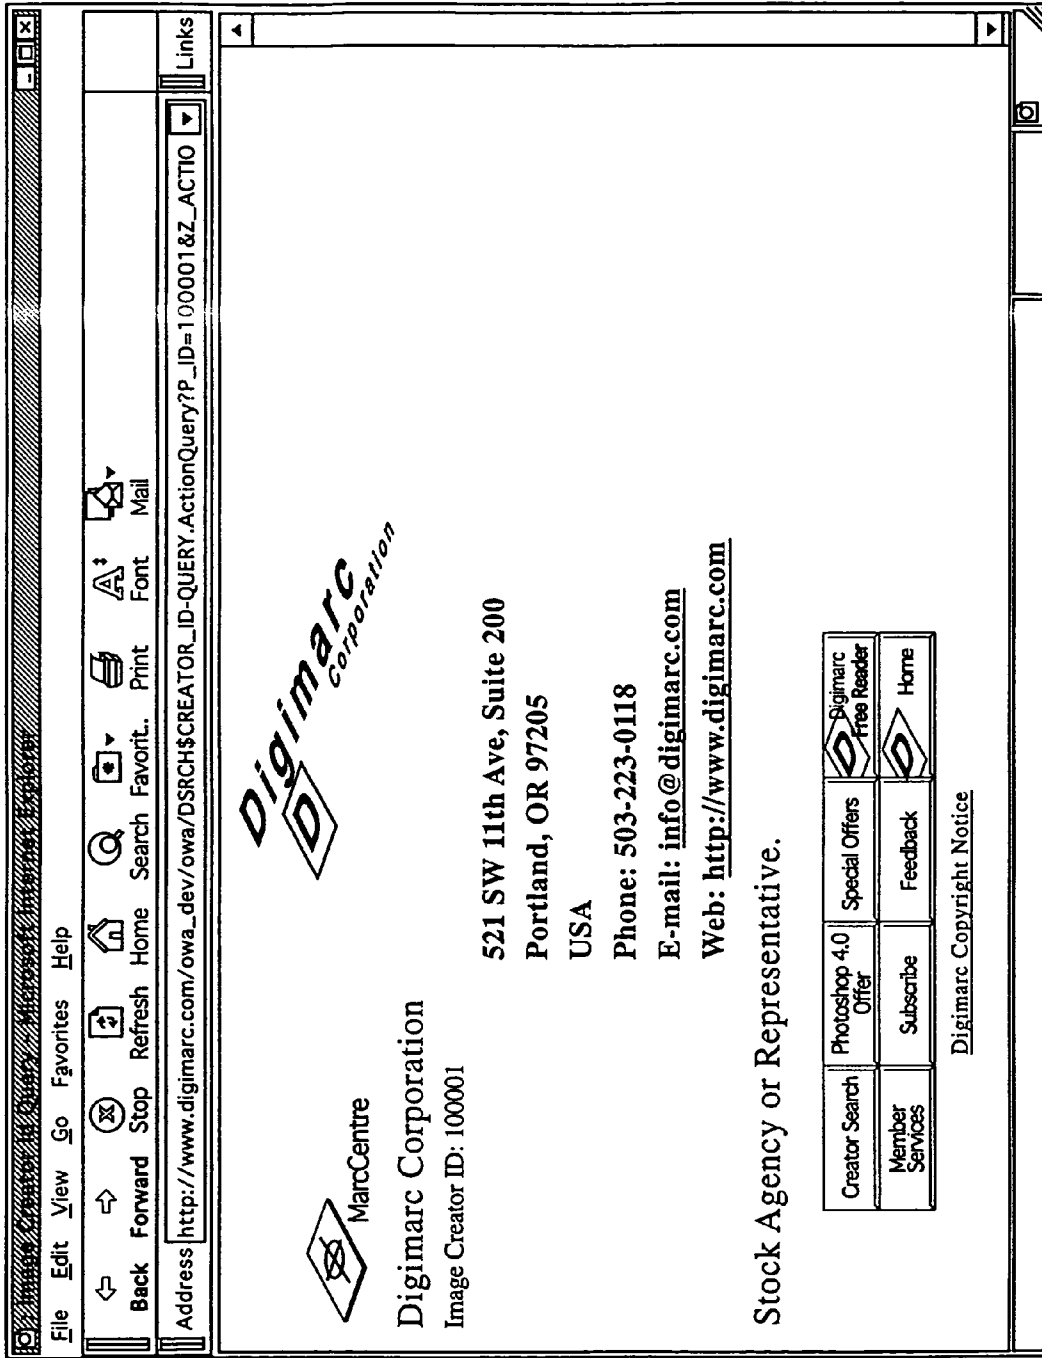 Image Creator Id Query - Microsoft Internet Explorer
File Edit View Go Favorites Help
Back Forward Stop Refresh Home Search Favorit.. Print Font Mail
Address http://www.digimarc.com/owa_dev/owa/DSRCH$CREATOR_ID-QUERY.ActionQuery?P_ID=100001&Z_ACTIO Links
MarcCentre
D Digimarc
Corporation
Digimarc Corporation
Image Creator ID: 100001
521 SW 11th Ave, Suite 200
Portland, OR 97205
USA
Phone: 503-223-0118
E-mail: info@digimarc.com
Web: http://www.digimarc.com
Stock Agency or Representative.
Creator Search
Photoshop 4.0
Offer
Special Offers
D Digimarc
Free Reader
Member
Services
Subscribe
Feedback
D Home
Digimarc Copyright Notice